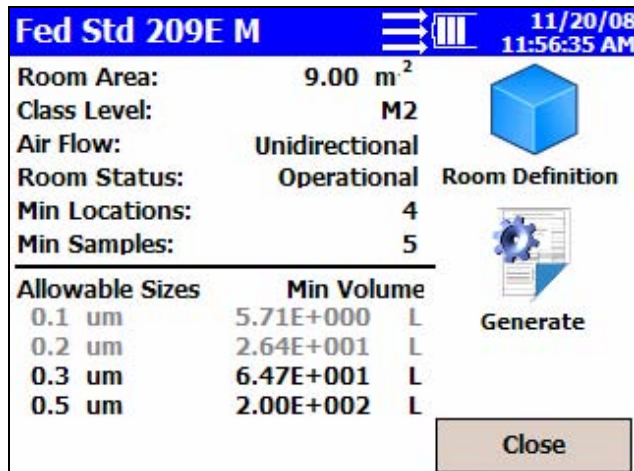 Fed Std 209E M
11/20/08
11:56:35 AM
Room Area: 9.00 m²
Class Level: M2
Air Flow: Unidirectional
Room Status: Operational
Min Locations: 4
Min Samples: 5
Allowable Sizes Min Volume
0.1 um 5.71E+000 L
0.2 um 2.64E+001 L
0.3 um 6.47E+001 L
0.5 um 2.00E+002 L
Room Definition
Generate
Close